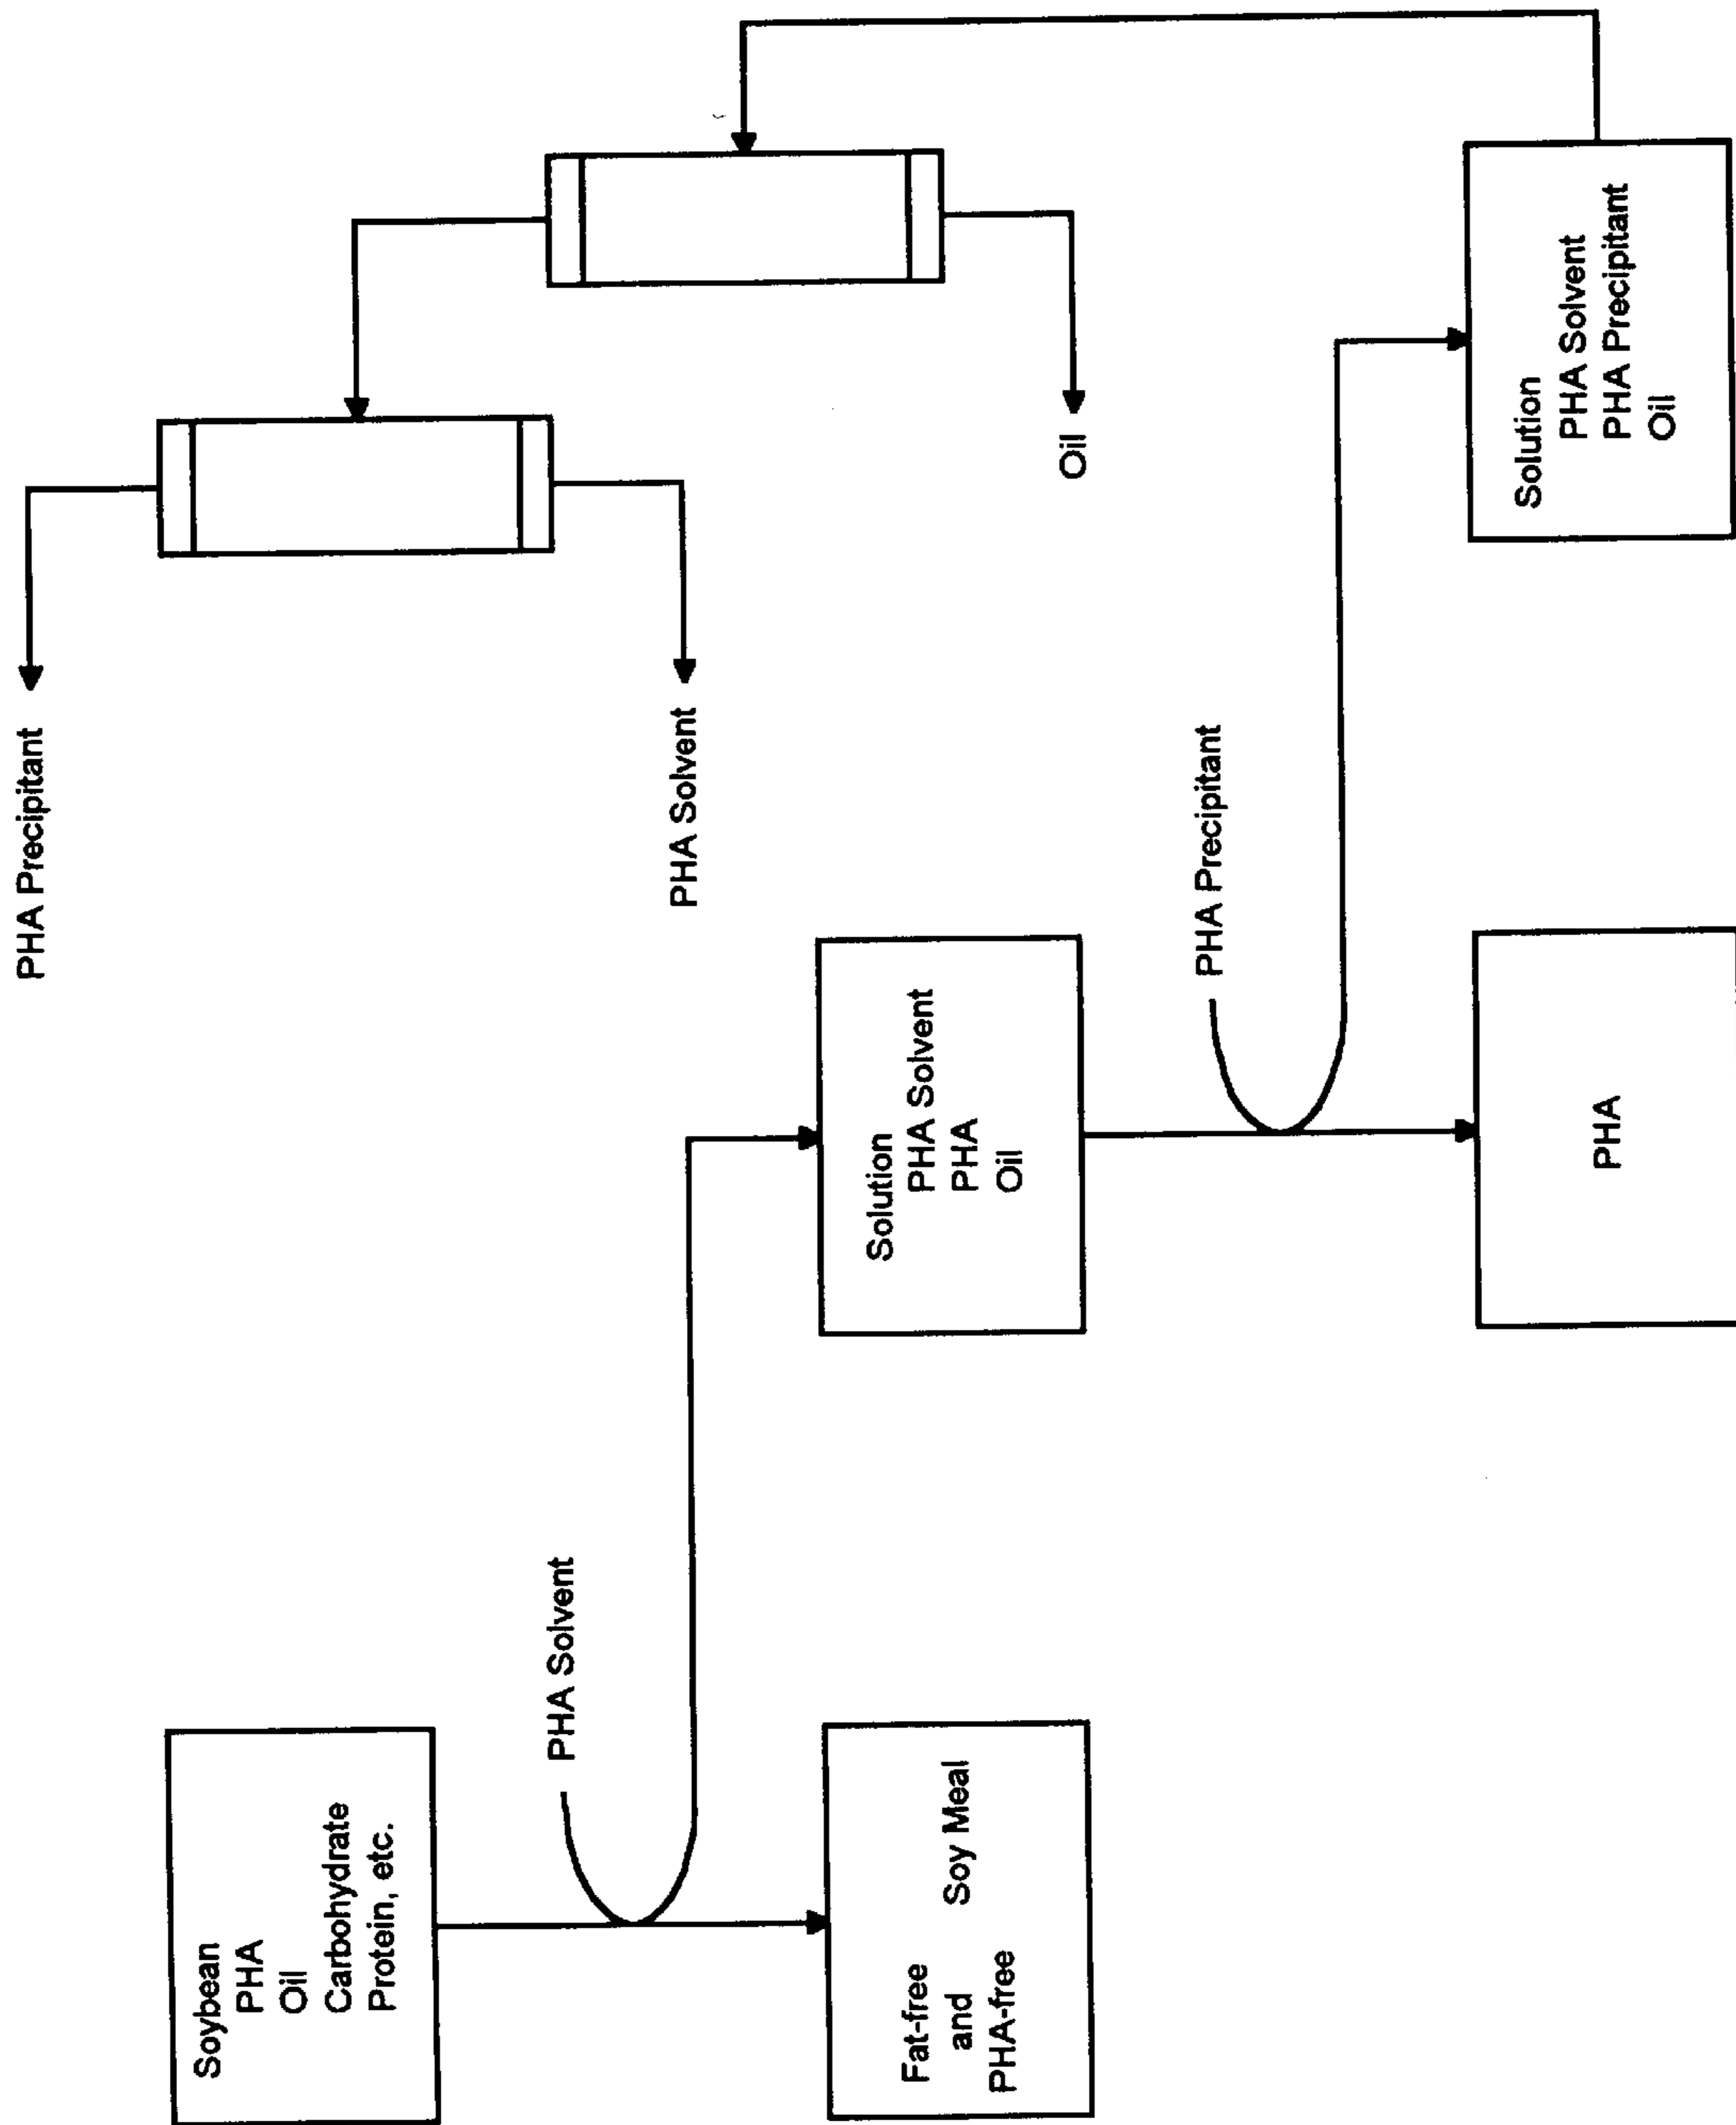 Soybean
PHA
Oil
Carbohydrate
Protein, etc.
PHA Solvent
Fat-free
and Soy Meal
PHA-free
Solution
PHA Solvent
PHA
Oil
PHA Precipitant
PHA
Solution
PHA Solvent
PHA Precipitant
Oil
Oil
PHA Precipitant
PHA Solvent